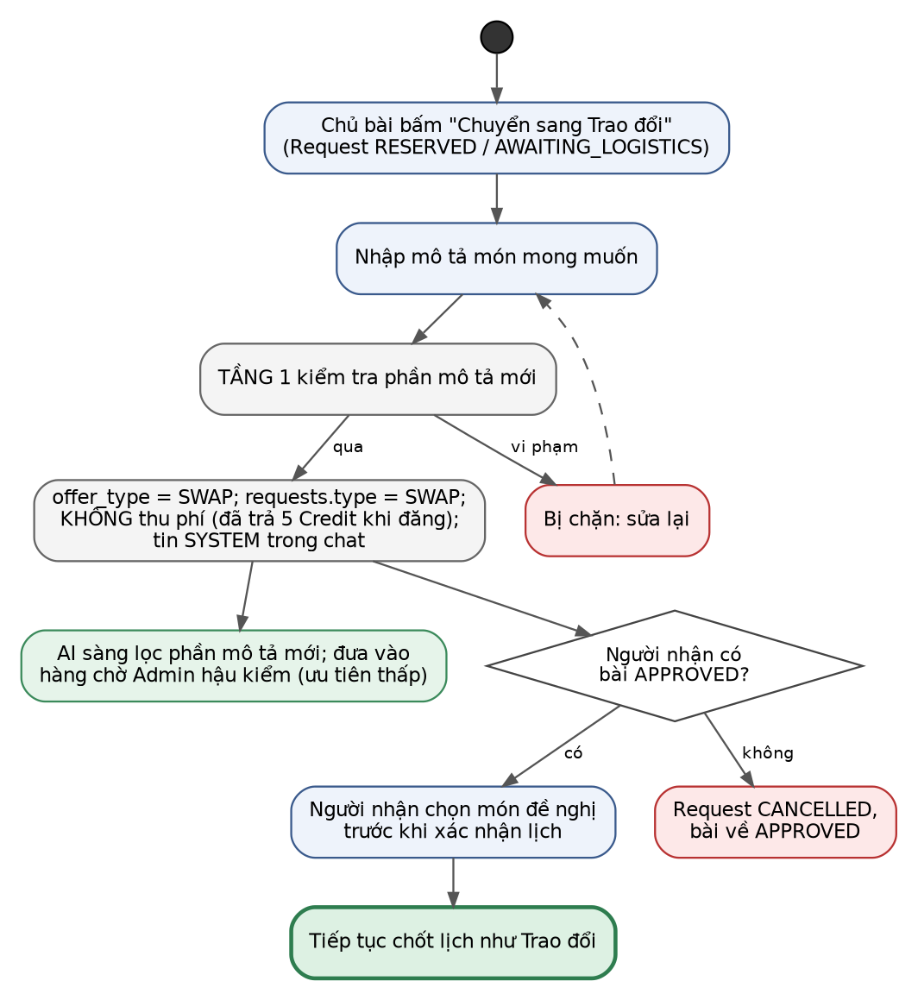 Chủ bài bấm "Chuyển sang Trao đổi"
(Request RESERVED / AWAITING_LOGISTICS)
Nhập mô tả món mong muốn
TẦNG 1 kiểm tra phần mô tả mới
qua
vi phạm
offer_type = SWAP; requests.type = SWAP;
KHÔNG thu phí (đã trả 5 Credit khi đăng);
tin SYSTEM trong chat
Bị chặn: sửa lại
AI sàng lọc phần mô tả mới; đưa vào
hàng chờ Admin hậu kiểm (ưu tiên thấp)
Người nhận có
bài APPROVED?
có
không
Người nhận chọn món đề nghị
trước khi xác nhận lịch
Request CANCELLED,
bài về APPROVED
Tiếp tục chốt lịch như Trao đổi